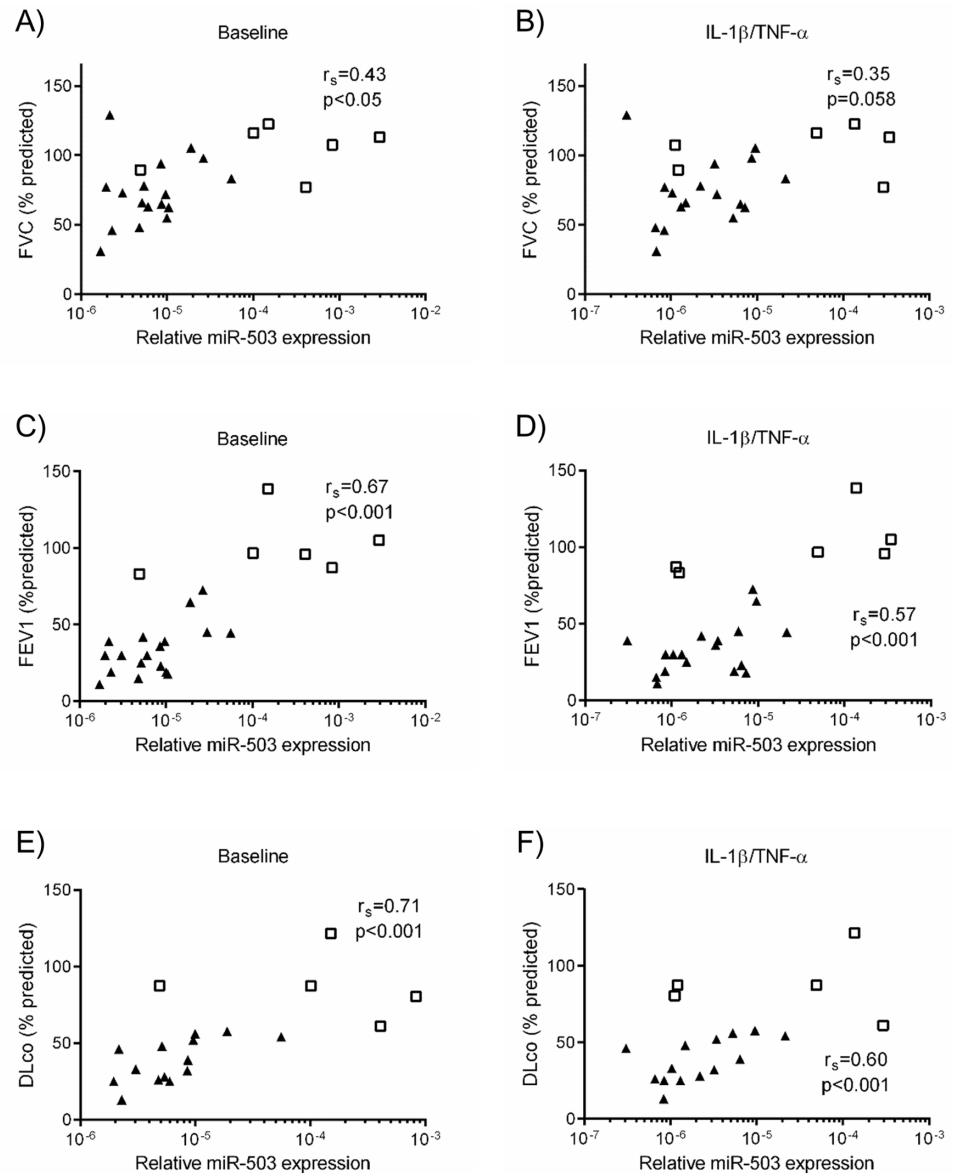 A)
Baseline
FVC (% predicted)
150
100
50
0
r_s=0.43
p<0.05
10^-6 10^-5 10^-4 10^-3 10^-2
Relative miR-503 expression
B)
IL-1β/TNF-α
FVC (% predicted)
150
100
50
0
r_s=0.35
p=0.058
10^-7 10^-6 10^-5 10^-4 10^-3
Relative miR-503 expression
C)
Baseline
FEV1 (%predicted)
150
100
50
0
r_s=0.67
p<0.001
10^-6 10^-5 10^-4 10^-3 10^-2
Relative miR-503 expression
D)
IL-1β/TNF-α
FEV1 (%predicted)
150
100
50
0
r_s=0.57
p<0.001
10^-7 10^-6 10^-5 10^-4 10^-3
Relative miR-503 expression
E)
Baseline
DLco (% predicted)
150
100
50
0
r_s=0.71
p<0.001
10^-6 10^-5 10^-4 10^-3
Relative miR-503 expression
F)
IL-1β/TNF-α
DLco (% predicted)
150
100
50
0
r_s=0.60
p<0.001
10^-7 10^-6 10^-5 10^-4 10^-3
Relative miR-503 expression